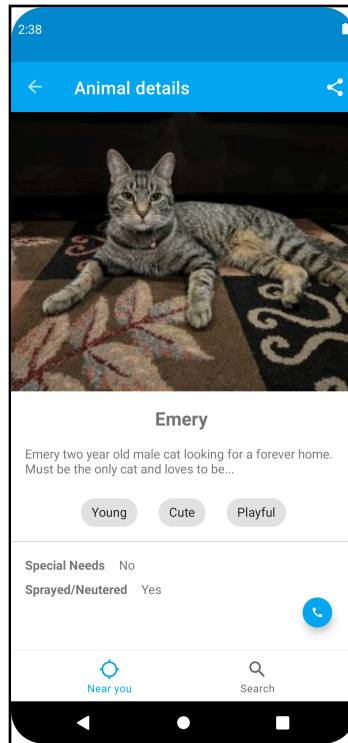 2:38
Animal details
Emery
Emery two year old male cat looking for a forever home.
Must be the only cat and loves to be...
Young Cute Playful
Special Needs No
Sprayed/Neutered Yes
Near you Search